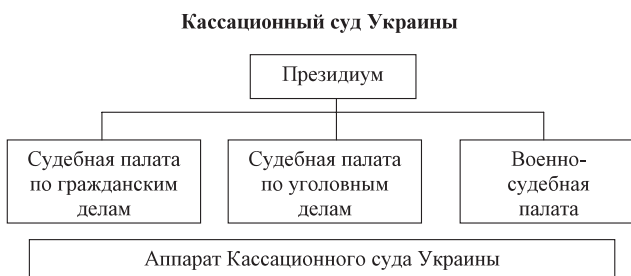 Кассационный суд Украины
Президиум
Судебная палата
по гражданским
делам
Судебная палата
по уголовным
делам
Военно-
судебная
палата
Аппарат Кассационного суда Украины